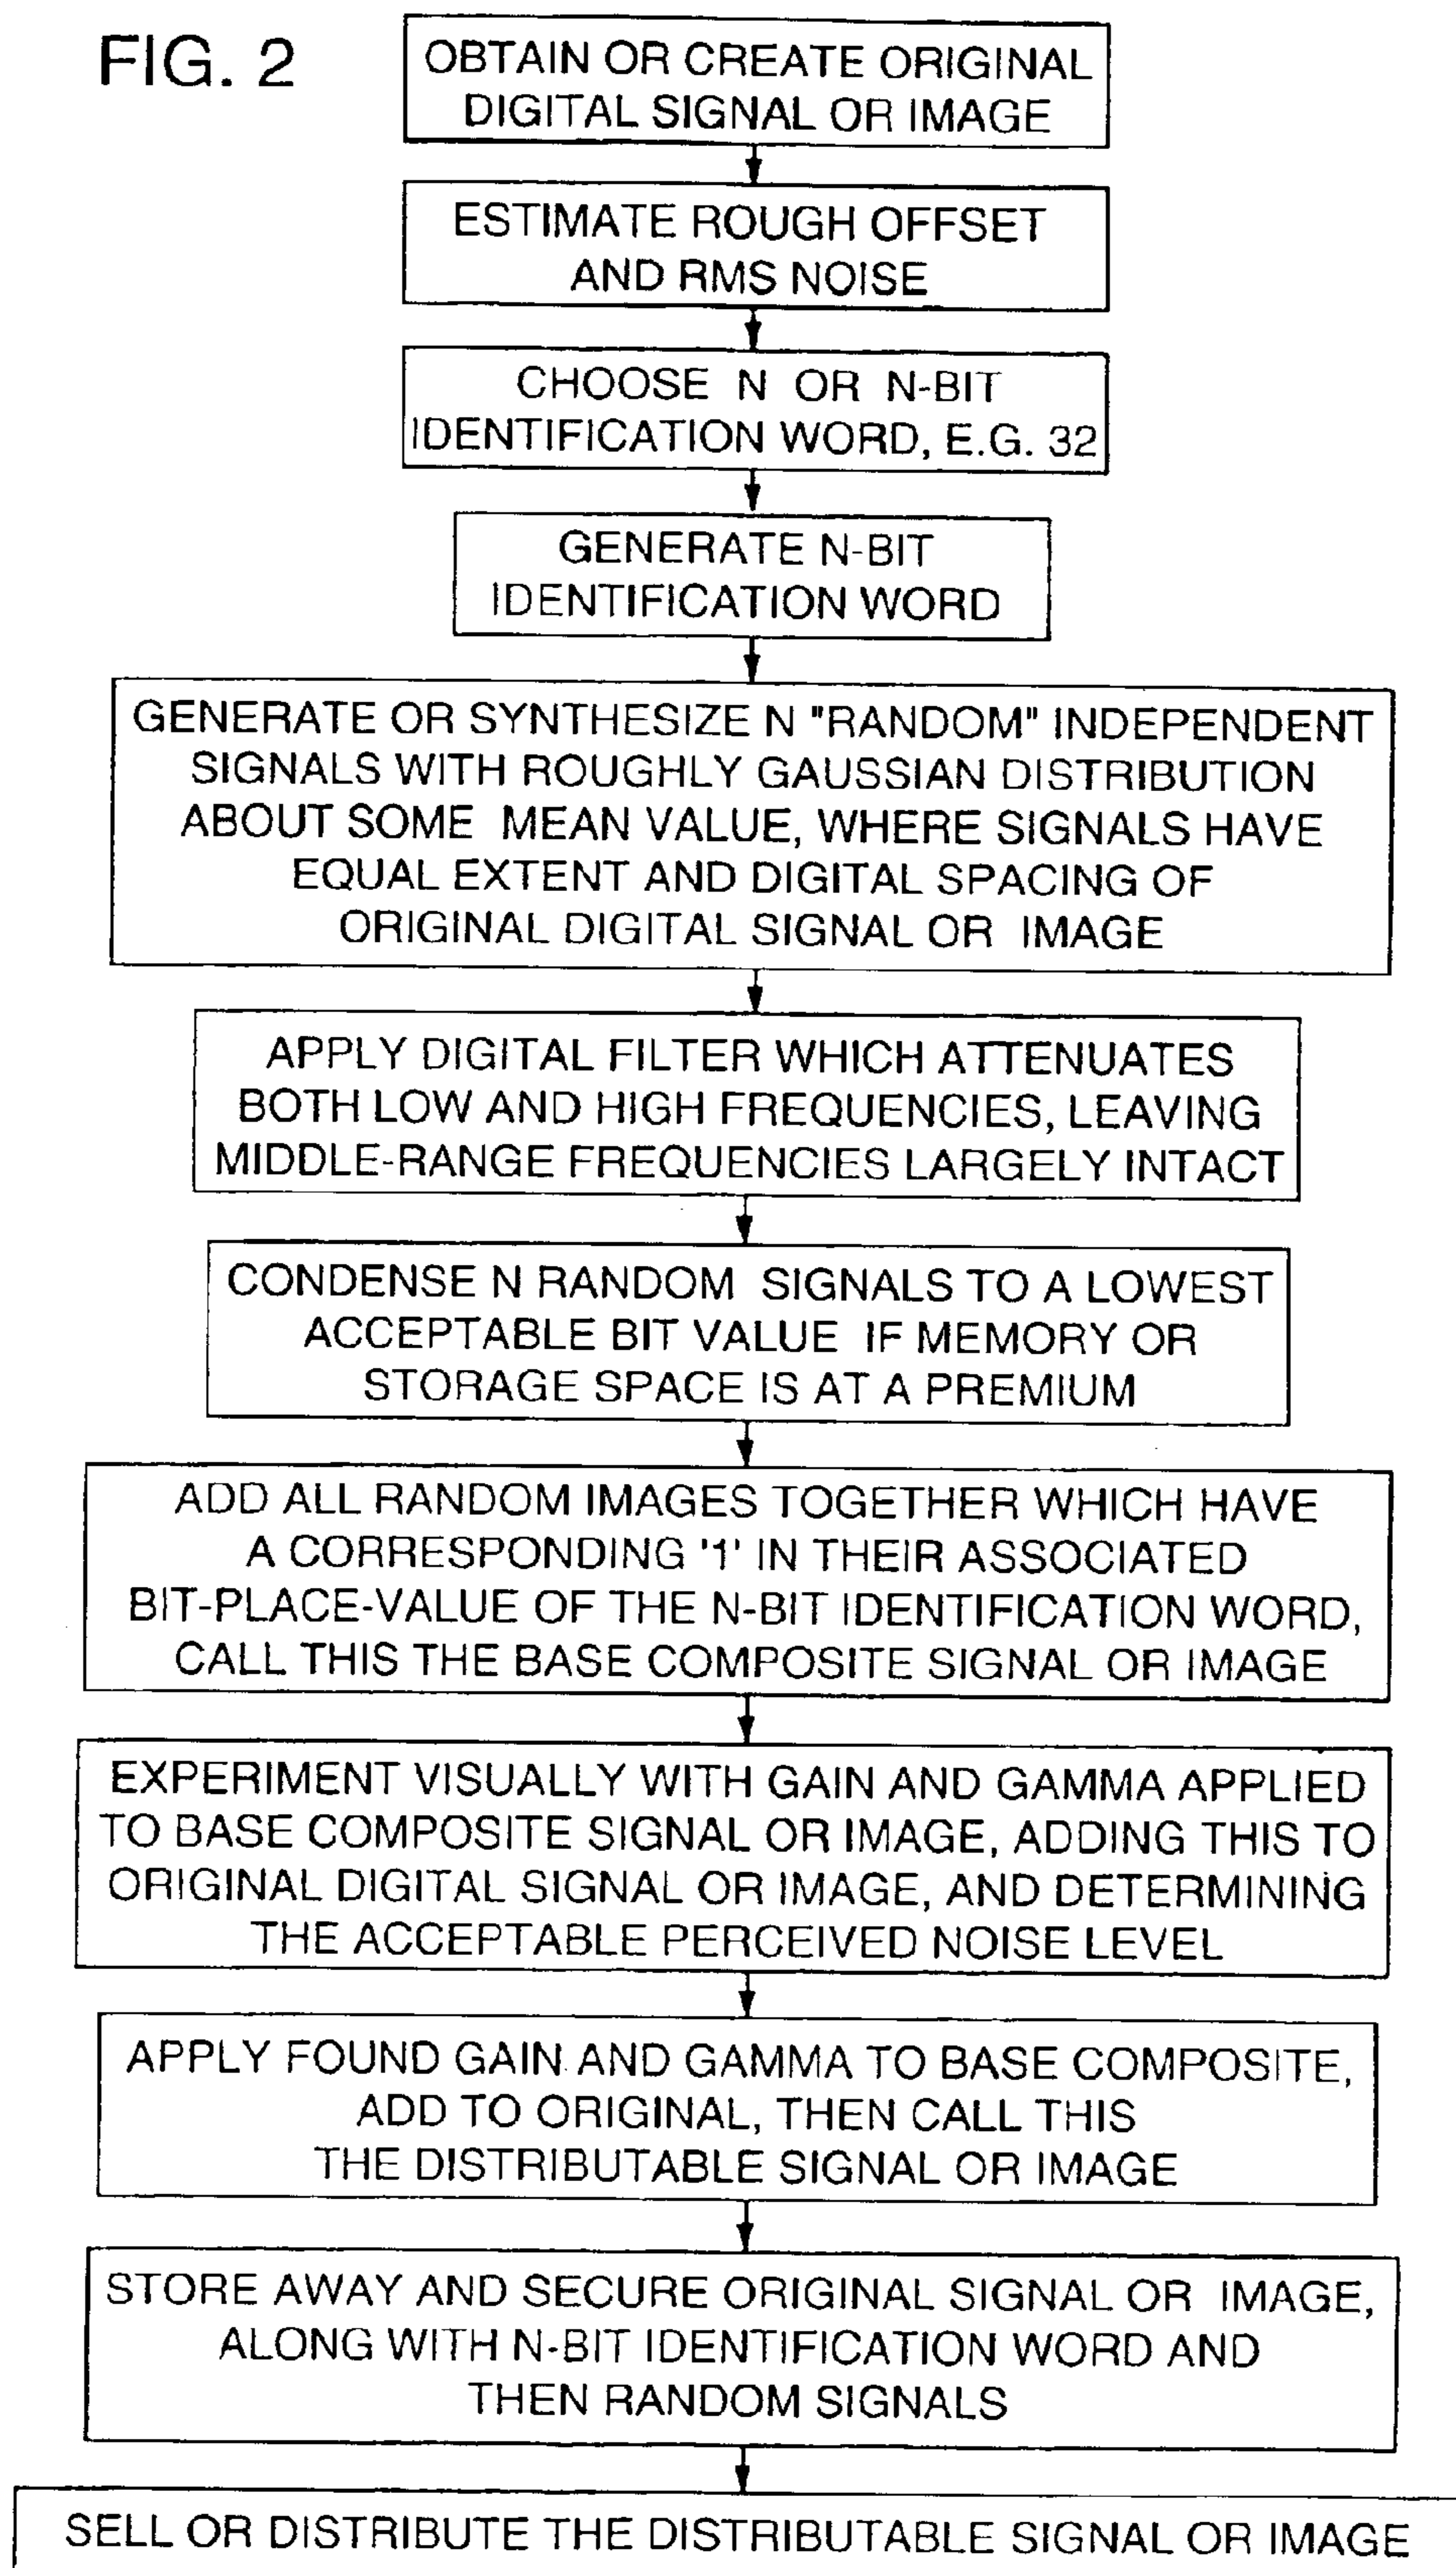 FIG. 2
OBTAIN OR CREATE ORIGINAL
DIGITAL SIGNAL OR IMAGE
ESTIMATE ROUGH OFFSET
AND RMS NOISE
CHOOSE N OR N-BIT
IDENTIFICATION WORD, E.G. 32
GENERATE N-BIT
IDENTIFICATION WORD
GENERATE OR SYNTHESIZE N "RANDOM" INDEPENDENT
SIGNALS WITH ROUGHLY GAUSSIAN DISTRIBUTION
ABOUT SOME MEAN VALUE, WHERE SIGNALS HAVE
EQUAL EXTENT AND DIGITAL SPACING OF
ORIGINAL DIGITAL SIGNAL OR IMAGE
APPLY DIGITAL FILTER WHICH ATTENUATES
BOTH LOW AND HIGH FREQUENCIES, LEAVING
MIDDLE-RANGE FREQUENCIES LARGELY INTACT
CONDENSE N RANDOM SIGNALS TO A LOWEST
ACCEPTABLE BIT VALUE IF MEMORY OR
STORAGE SPACE IS AT A PREMIUM
ADD ALL RANDOM IMAGES TOGETHER WHICH HAVE
A CORRESPONDING '1' IN THEIR ASSOCIATED
BIT-PLACE-VALUE OF THE N-BIT IDENTIFICATION WORD,
CALL THIS THE BASE COMPOSITE SIGNAL OR IMAGE
EXPERIMENT VISUALLY WITH GAIN AND GAMMA APPLIED
TO BASE COMPOSITE SIGNAL OR IMAGE, ADDING THIS TO
ORIGINAL DIGITAL SIGNAL OR IMAGE, AND DETERMINING
THE ACCEPTABLE PERCEIVED NOISE LEVEL
APPLY FOUND GAIN AND GAMMA TO BASE COMPOSITE,
ADD TO ORIGINAL, THEN CALL THIS
THE DISTRIBUTABLE SIGNAL OR IMAGE
STORE AWAY AND SECURE ORIGINAL SIGNAL OR IMAGE,
ALONG WITH N-BIT IDENTIFICATION WORD AND
THEN RANDOM SIGNALS
SELL OR DISTRIBUTE THE DISTRIBUTABLE SIGNAL OR IMAGE